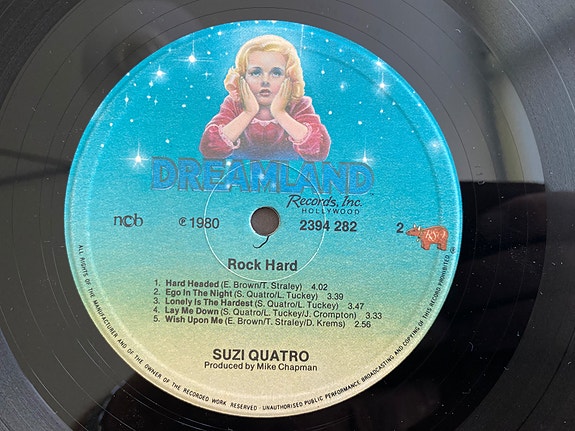 DREAMLAND
Records, Inc.
HOLLYWOOD
ncb ℗ 1980 2394 282 2 RSO
Rock Hard
1. Hard Headed (E. Brown/T. Straley) 4.02
2. Ego In The Night (S. Quatro/L. Tuckey) 3.39
3. Lonely Is The Hardest (S. Quatro/L. Tuckey) 3.47
4. Lay Me Down (S. Quatro/L. Tuckey/J. Crompton) 3.33
5. Wish Upon Me (E. Brown/T. Straley/D. Krems) 2.56
SUZI QUATRO
Produced by Mike Chapman
ALL RIGHTS OF THE MANUFACTURER AND OF THE OWNER OF THE RECORDED WORK RESERVED · UNAUTHORISED PUBLIC PERFORMANCE BROADCASTING AND COPYING OF THIS RECORD PROHIBITED